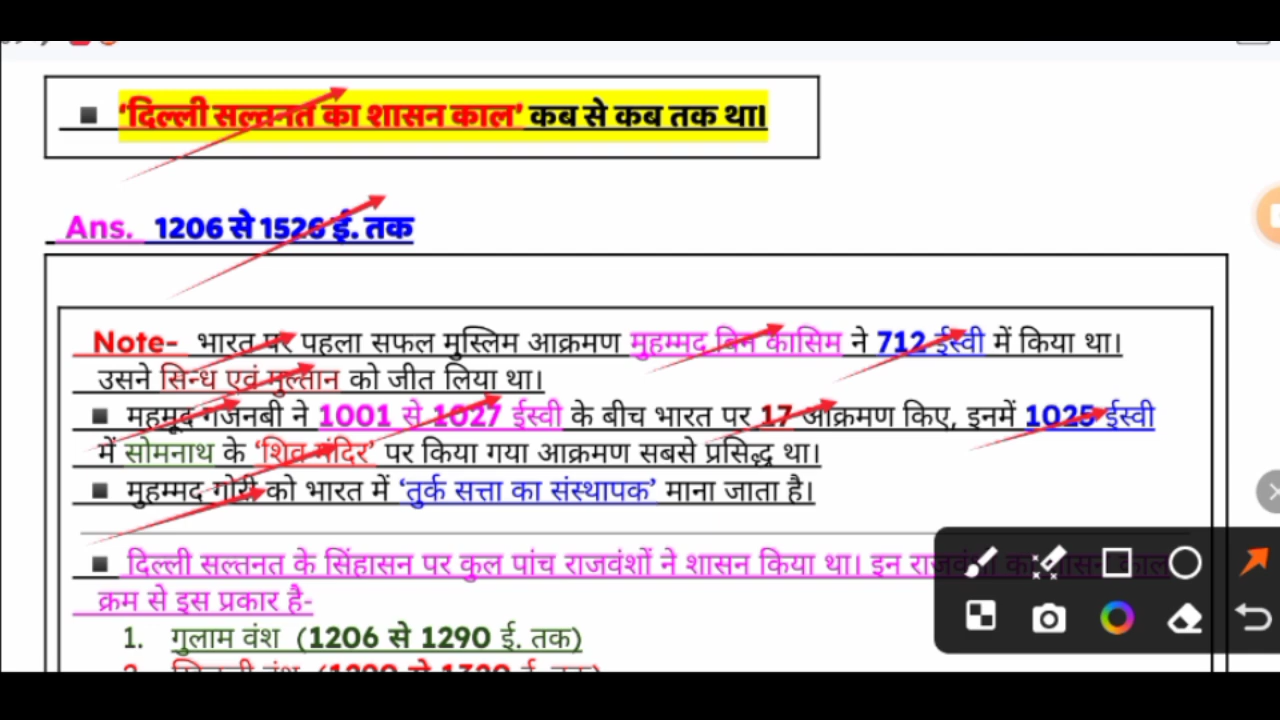 ▪ ‘दिल्ली सल्तनत का शासन काल’ कब से कब तक था।
Ans. 1206 से 1526 ई. तक
Note- भारत पर पहला सफल मुस्लिम आक्रमण मुहम्मद बिन कासिम ने 712 ईस्वी में किया था।
उसने सिन्ध एवं मुल्तान को जीत लिया था।
▪ महमूद गजनबी ने 1001 से 1027 ईस्वी के बीच भारत पर 17 आक्रमण किए, इनमें 1025 ईस्वी
में सोमनाथ के ‘शिव मंदिर’ पर किया गया आक्रमण सबसे प्रसिद्ध था।
▪ मुहम्मद गोरी को भारत में ‘तुर्क सत्ता का संस्थापक’ माना जाता है।
▪ दिल्ली सल्तनत के सिंहासन पर कुल पांच राजवंशों ने शासन किया था। इन राजवंशों का शासन काल
क्रम से इस प्रकार है-
1. गुलाम वंश (1206 से 1290 ई. तक)